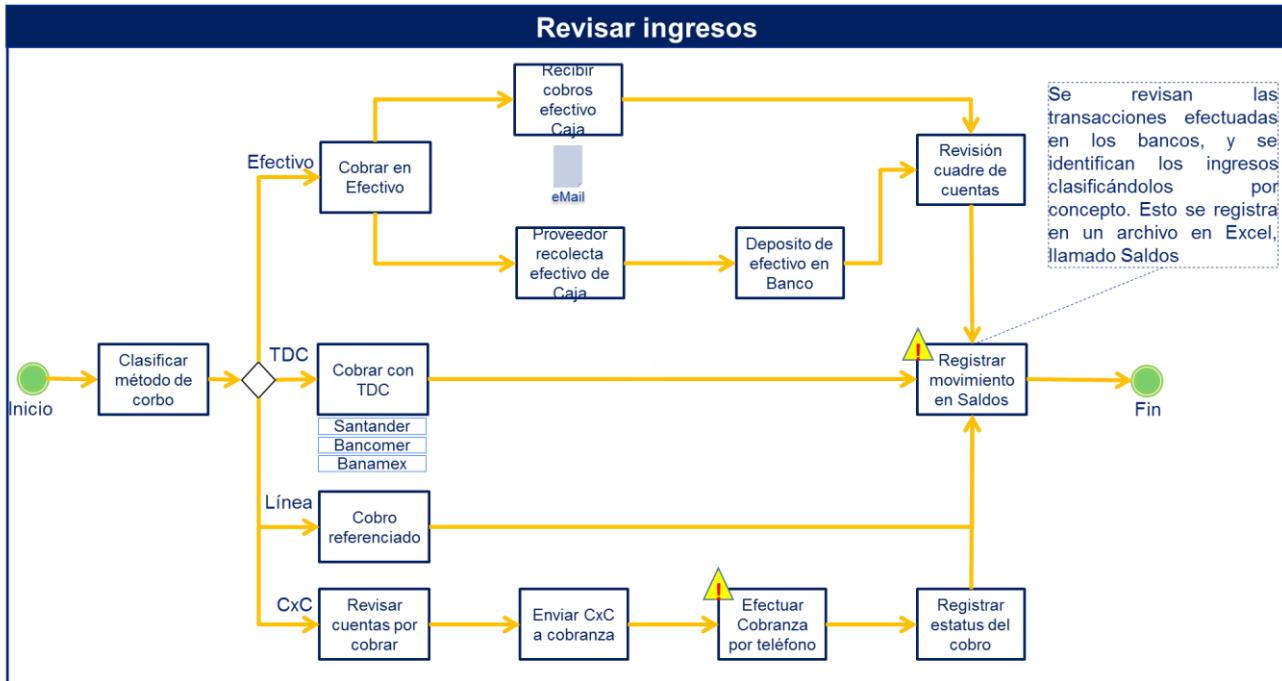 Revisar ingresos
Recibir
cobros
efectivo
Caja
eMail
Efectivo
Cobrar en
Efectivo
Proveedor
recolecta
efectivo de
Caja
Deposito de
efectivo en
Banco
Revisión
cuadre de
cuentas
Se revisan las
transacciones efectuadas
en los bancos, y se
identifican los ingresos
clasificándolos por
concepto. Esto se registra
en un archivo en Excel,
llamado Saldos
Inicio
Clasificar
método de
corbo
TDC
Cobrar con
TDC
Santander
Bancomer
Banamex
!
Registrar
movimiento
en Saldos
Fin
Línea
Cobro
referenciado
CxC
Revisar
cuentas por
cobrar
Enviar CxC
a cobranza
!
Efectuar
Cobranza
por teléfono
Registrar
estatus del
cobro